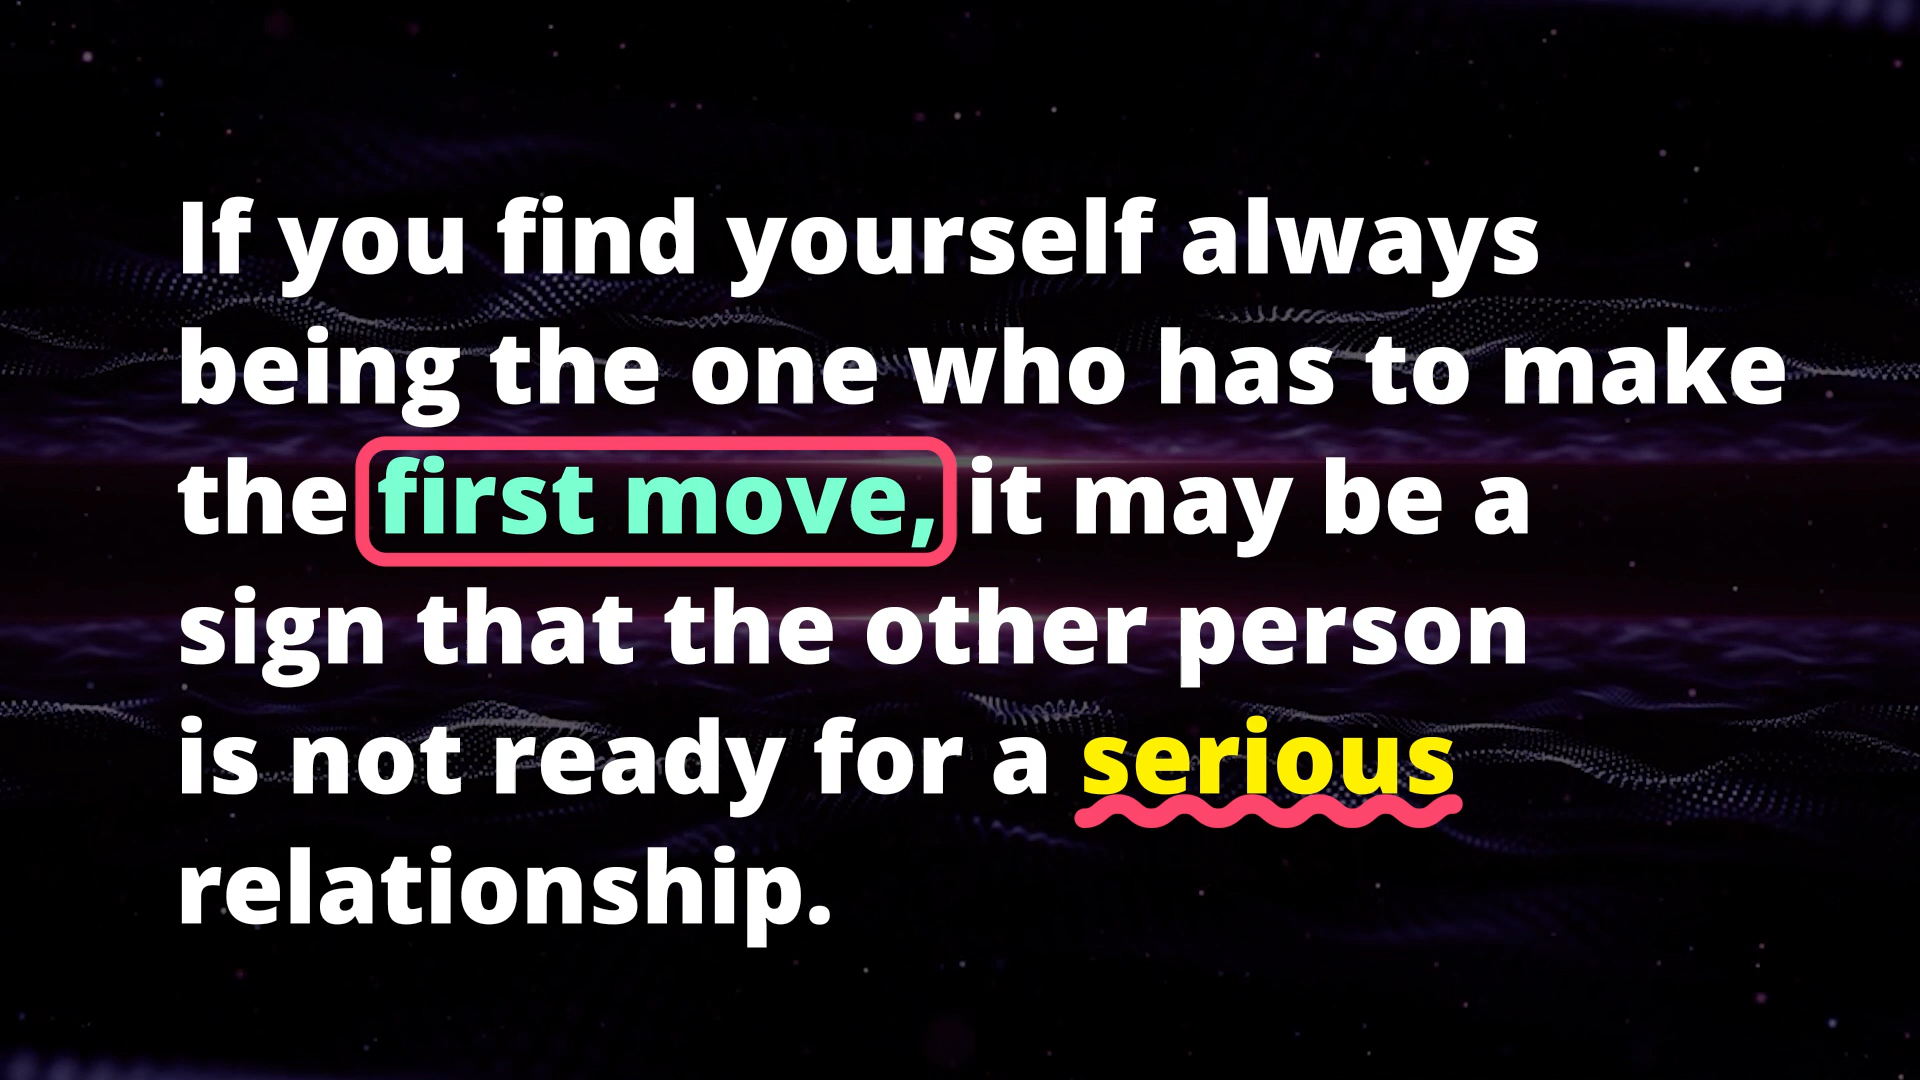 If you find yourself always
being the one who has to make
the first move, it may be a
sign that the other person
is not ready for a serious
relationship.